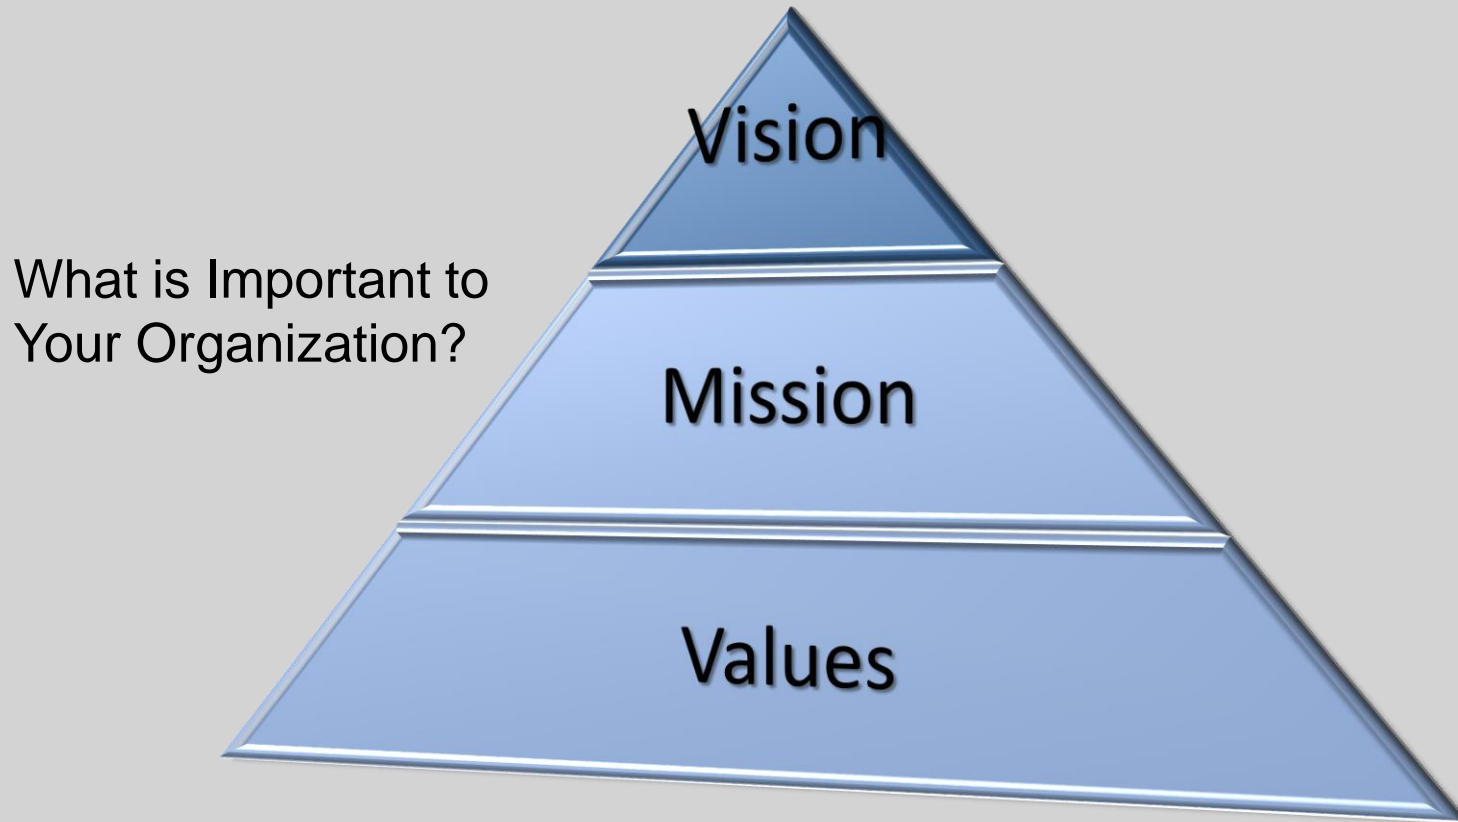 What is Important to
Your Organization?
Vision
Mission
Values